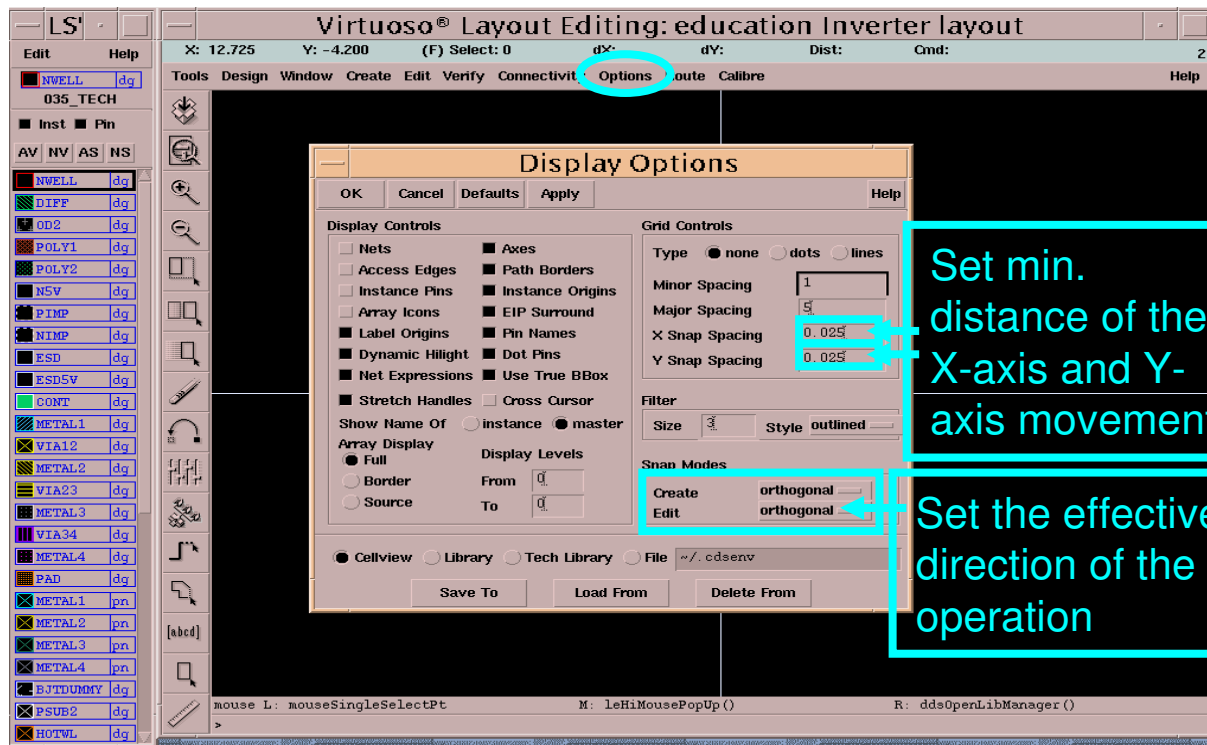 LS'
Virtuoso® Layout Editing: education Inverter layout
Edit Help
X: 12.725 Y: -4.200 (F) Select: 0 dX: dY: Dist: Cmd: 2
Tools Design Window Create Edit Verify Connectivity Options Route Calibre Help
NWELL dg
035_TECH
Inst Pin
AV NV AS NS
NWELL dg
DIFF dg
OD2 dg
POLY1 dg
POLY2 dg
N5V dg
PIMP dg
NIMP dg
ESD dg
ESD5V dg
CONT dg
METAL1 dg
VIA12 dg
METAL2 dg
VIA23 dg
METAL3 dg
VIA34 dg
METAL4 dg
PAD dg
METAL1 pn
METAL2 pn
METAL3 pn
METAL4 pn
BJTDUMMY dg
PSUB2 dg
HOTWL dg
[abcd]
Display Options
OK Cancel Defaults Apply Help
Display Controls
Nets Axes
Access Edges Path Borders
Instance Pins Instance Origins
Array Icons EIP Surround
Label Origins Pin Names
Dynamic Hilight Dot Pins
Net Expressions Use True BBox
Stretch Handles Cross Cursor
Show Name Of instance master
Array Display
Full
Border
Source
Display Levels
From 0
To 0
Grid Controls
Type none dots lines
Minor Spacing 1
Major Spacing 5
X Snap Spacing 0.025
Y Snap Spacing 0.025
Filter
Size 3 Style outlined
Snap Modes
Create orthogonal
Edit orthogonal
Cellview Library Tech Library File ~/.cdsenv
Save To Load From Delete From
Set min.
distance of the
X-axis and Y-
axis movement
Set the effective
direction of the
operation
mouse L: mouseSingleSelectPt M: leHiMousePopUp() R: ddsOpenLibManager()
>